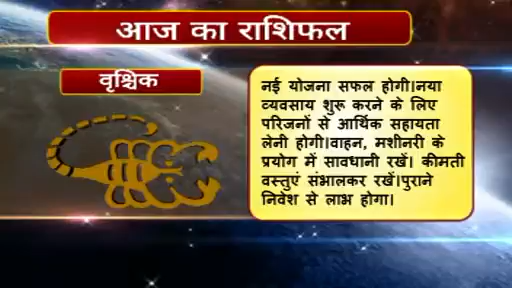 आज का राशिफल
वृश्चिक
नई योजना सफल होगी।नया
व्यवसाय शुरू करने के लिए
परिजनों से आर्थिक सहायता
लेनी होगी।वाहन, मशीनरी के
प्रयोग में सावधानी रखें। कीमती
वस्तुएं संभालकर रखें।पुराने
निवेश से लाभ होगा।